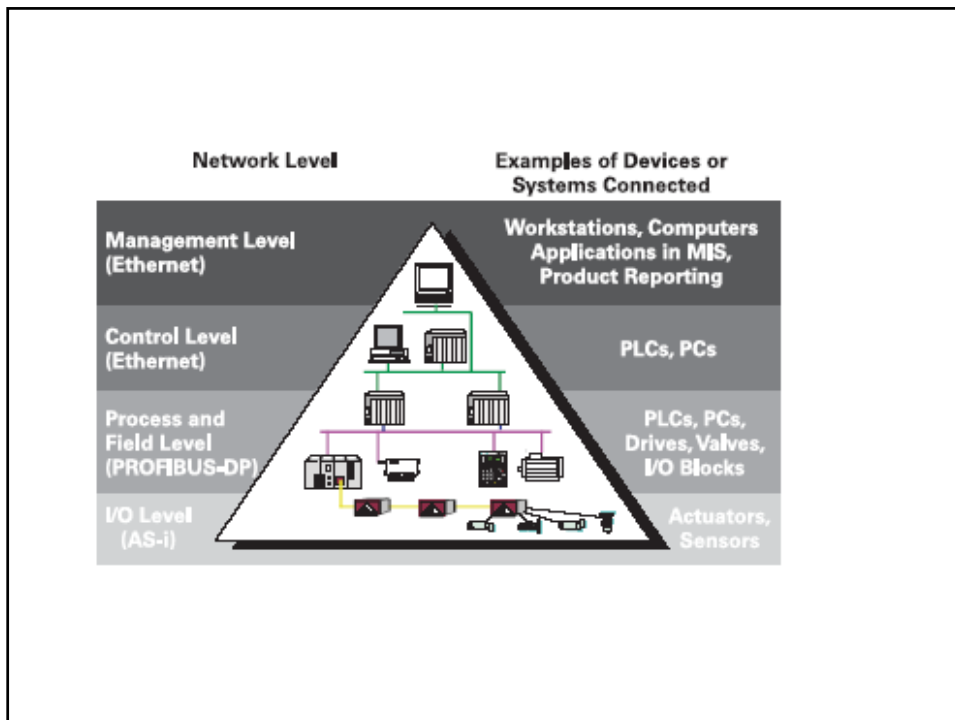 Network Level
Examples of Devices or
Systems Connected
Management Level
(Ethernet)
Workstations, Computers
Applications in MIS,
Product Reporting
Control Level
(Ethernet)
PLCs, PCs
Process and
Field Level
(PROFIBUS-DP)
PLCs, PCs,
Drives, Valves,
I/O Blocks
I/O Level
(AS-i)
Actuators,
Sensors